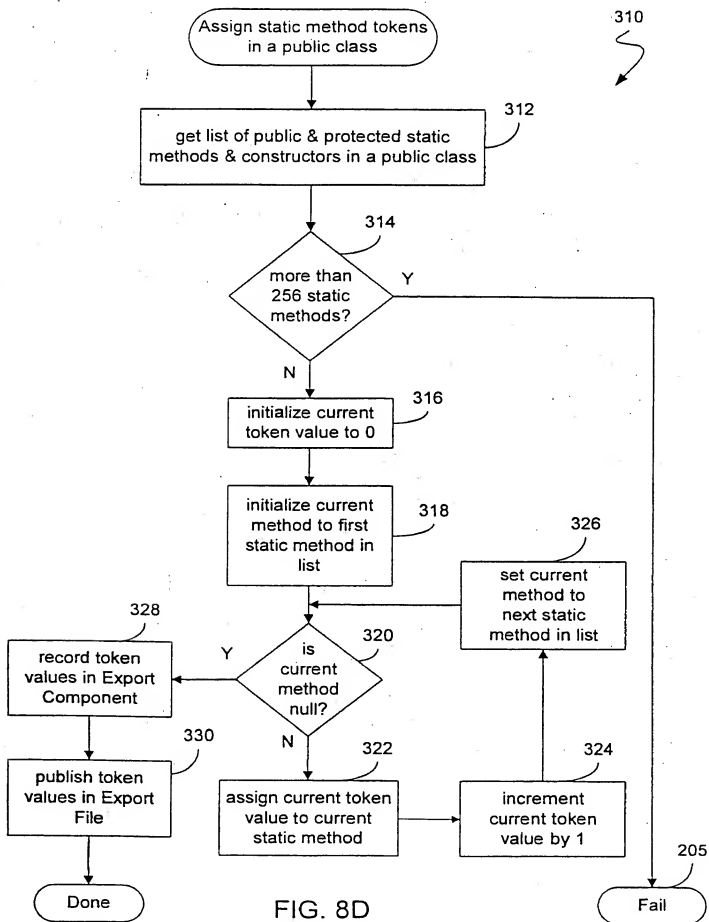 Assign static method tokens
in a public class
310
312
get list of public & protected static
methods & constructors in a public class
314
more than
256 static
methods?
Y
N
316
initialize current
token value to 0
initialize current
method to first
static method in
list
318
326
set current
method to
next static
method in list
328
record token
values in Export
Component
Y
320
is
current
method
null?
N
330
publish token
values in Export
File
322
assign current token
value to current
static method
324
increment
current token
value by 1
205
Done
FIG. 8D
Fail